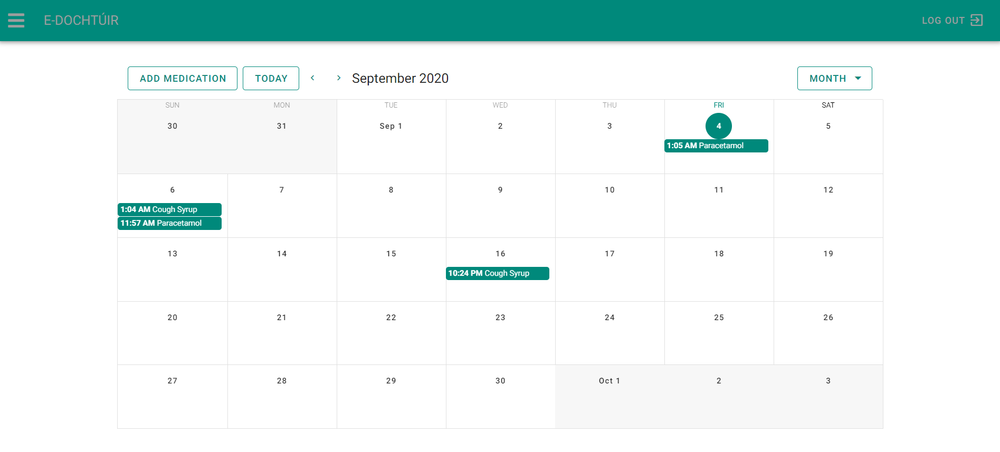 E-DOCHTÚIR
LOG OUT
ADD MEDICATION
TODAY
September 2020
MONTH
SUN MON TUE WED THU FRI SAT
30 31 Sep 1 2 3 4 5
1:05 AM Paracetamol
6 7 8 9 10 11 12
1:04 AM Cough Syrup
11:57 AM Paracetamol
13 14 15 16 17 18 19
10:24 PM Cough Syrup
20 21 22 23 24 25 26
27 28 29 30 Oct 1 2 3